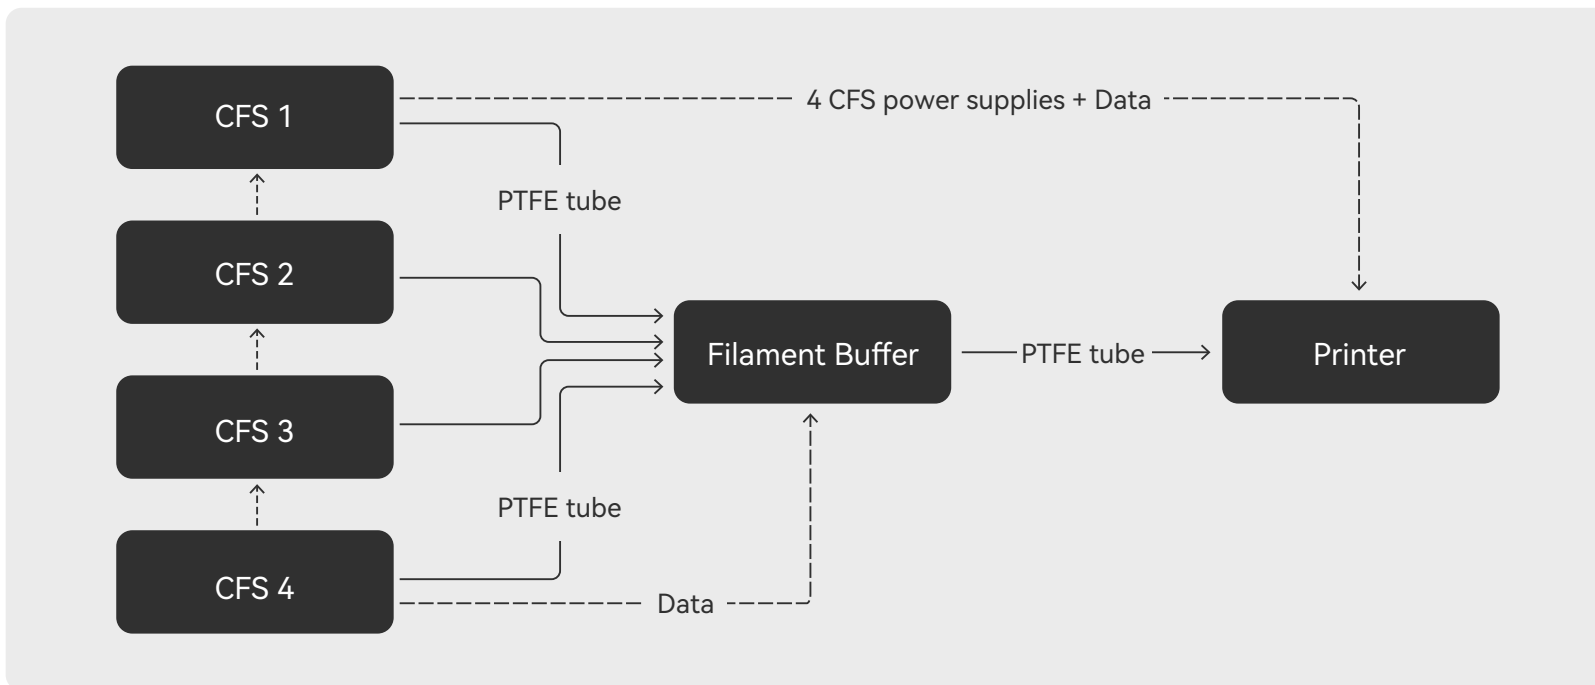 CFS 1
4 CFS power supplies + Data
PTFE tube
CFS 2
Filament Buffer
PTFE tube
Printer
CFS 3
PTFE tube
CFS 4
Data